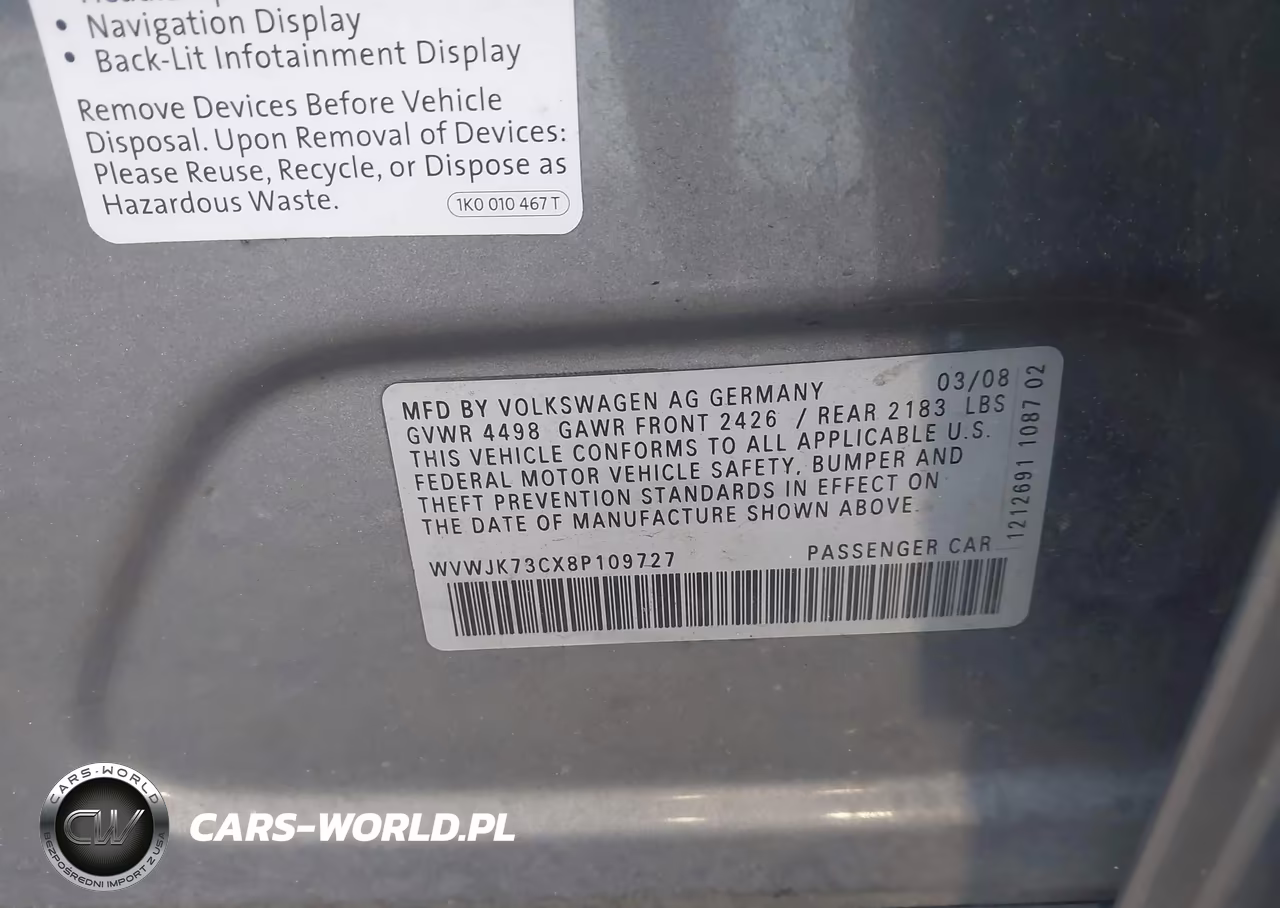 • Navigation Display
• Back-Lit Infotainment Display
Remove Devices Before Vehicle
Disposal. Upon Removal of Devices:
Please Reuse, Recycle, or Dispose as
Hazardous Waste.
1K0 010 467 T
MFD BY VOLKSWAGEN AG GERMANY 03/08
GVWR 4498 GAWR FRONT 2426 / REAR 2183 LBS
THIS VEHICLE CONFORMS TO ALL APPLICABLE U.S.
FEDERAL MOTOR VEHICLE SAFETY, BUMPER AND
THEFT PREVENTION STANDARDS IN EFFECT ON
THE DATE OF MANUFACTURE SHOWN ABOVE.
WVWJK73CX8P109727 PASSENGER CAR
1212691 1087 02
CARS-WORLD
CW
BEZPOŚREDNI IMPORT Z USA
CARS-WORLD.PL